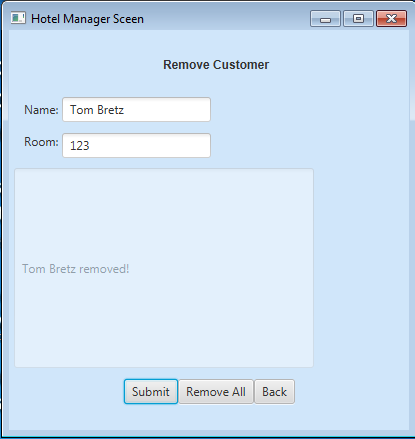 Hotel Manager Sceen
Remove Customer
Name: Tom Bretz
Room: 123
Tom Bretz removed!
Submit Remove All Back